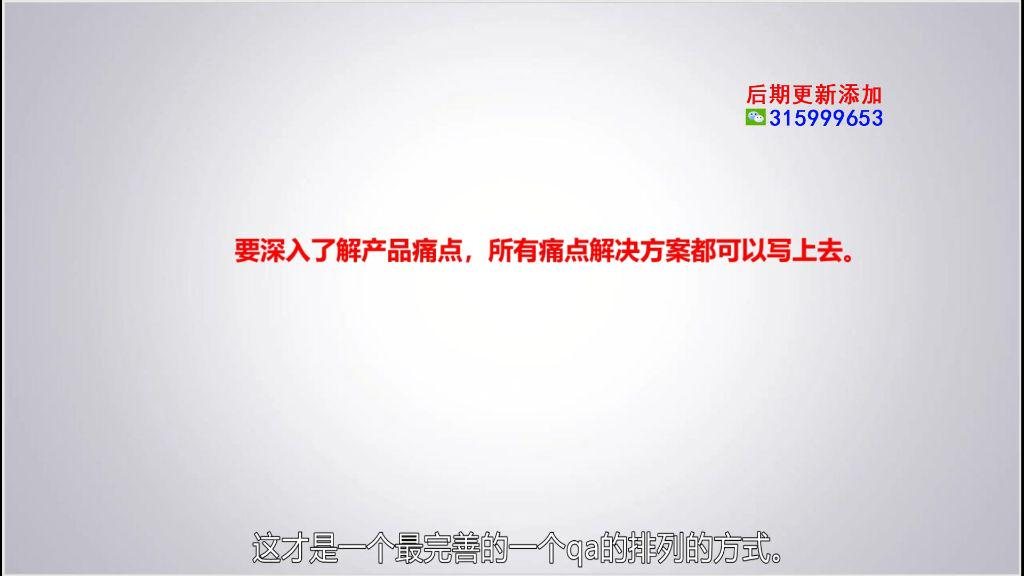 后期更新添加
315999653
要深入了解产品痛点，所有痛点解决方案都可以写上去。
这才是一个最完善的一个qa的排列的方式。